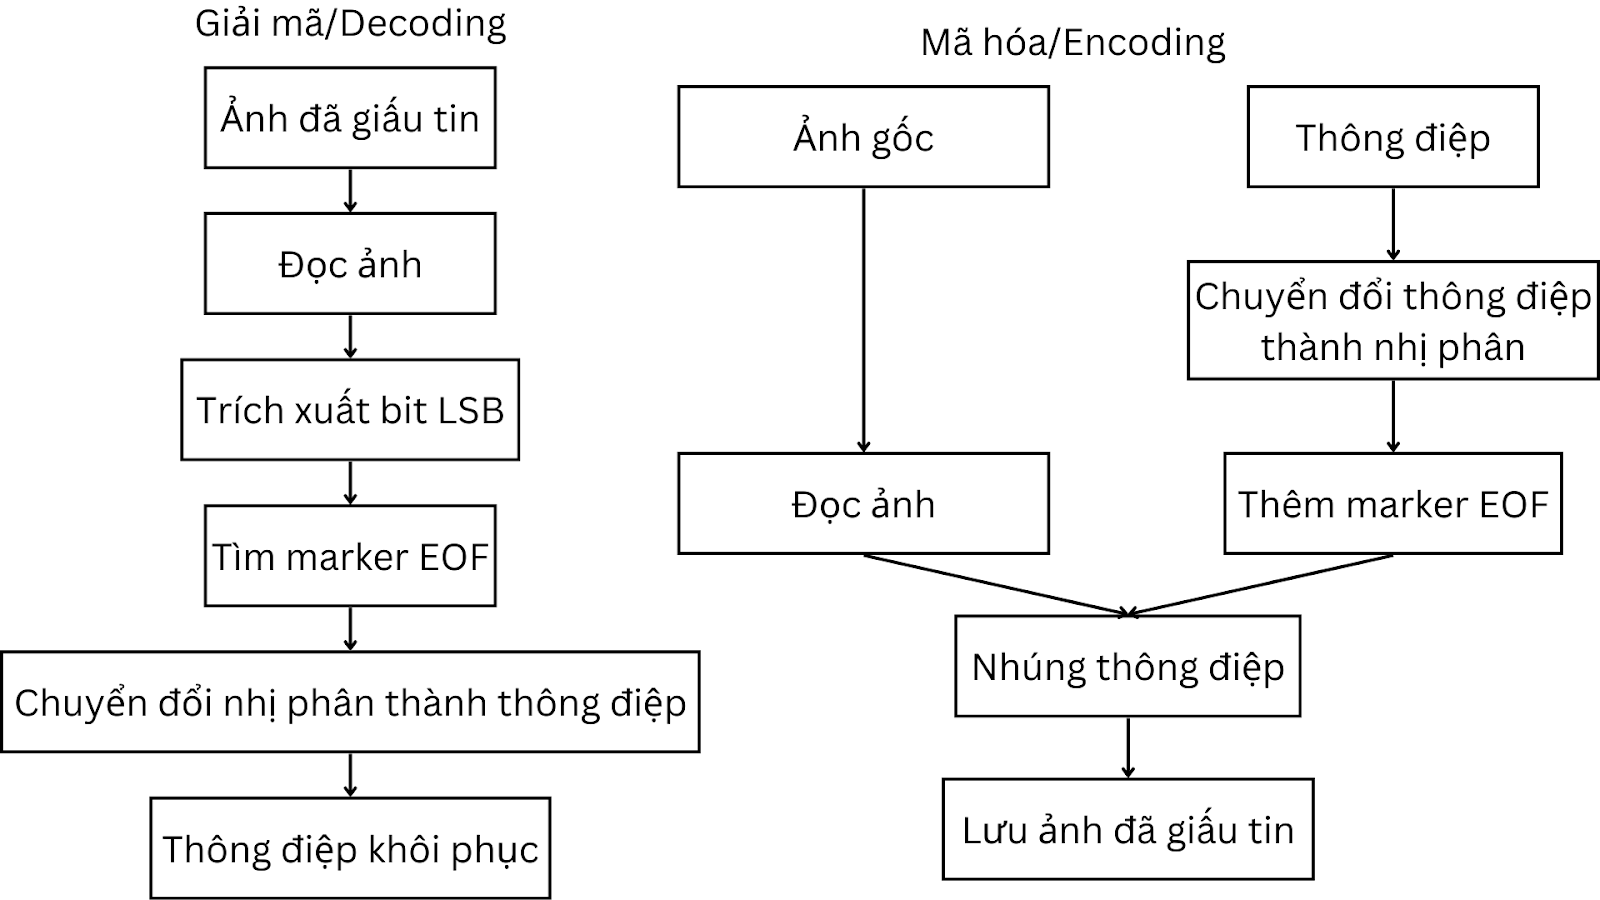 Giải mã/Decoding
Ảnh đã giấu tin
Đọc ảnh
Trích xuất bit LSB
Tìm marker EOF
Chuyển đổi nhị phân thành thông điệp
Thông điệp khôi phục
Mã hóa/Encoding
Ảnh gốc
Đọc ảnh
Thông điệp
Chuyển đổi thông điệp
thành nhị phân
Thêm marker EOF
Nhúng thông điệp
Lưu ảnh đã giấu tin